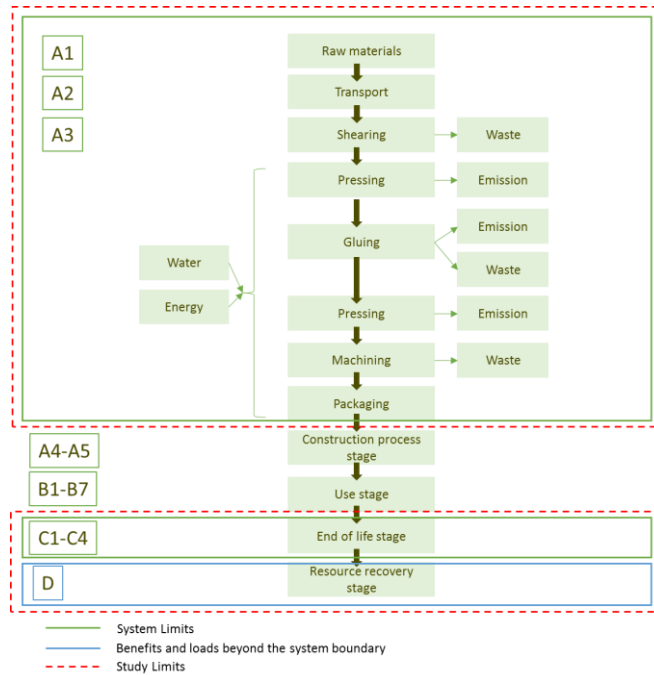 A1
Raw materials
A2
Transport
A3
Shearing
Waste
Pressing
Emission
Emission
Gluing
Water
Waste
Energy
Pressing
Emission
Machining
Waste
Packaging
A4-A5
Construction process
stage
B1-B7
Use stage
C1-C4
End of life stage
D
Resource recovery
stage
System Limits
Benefits and loads beyond the system boundary
Study Limits